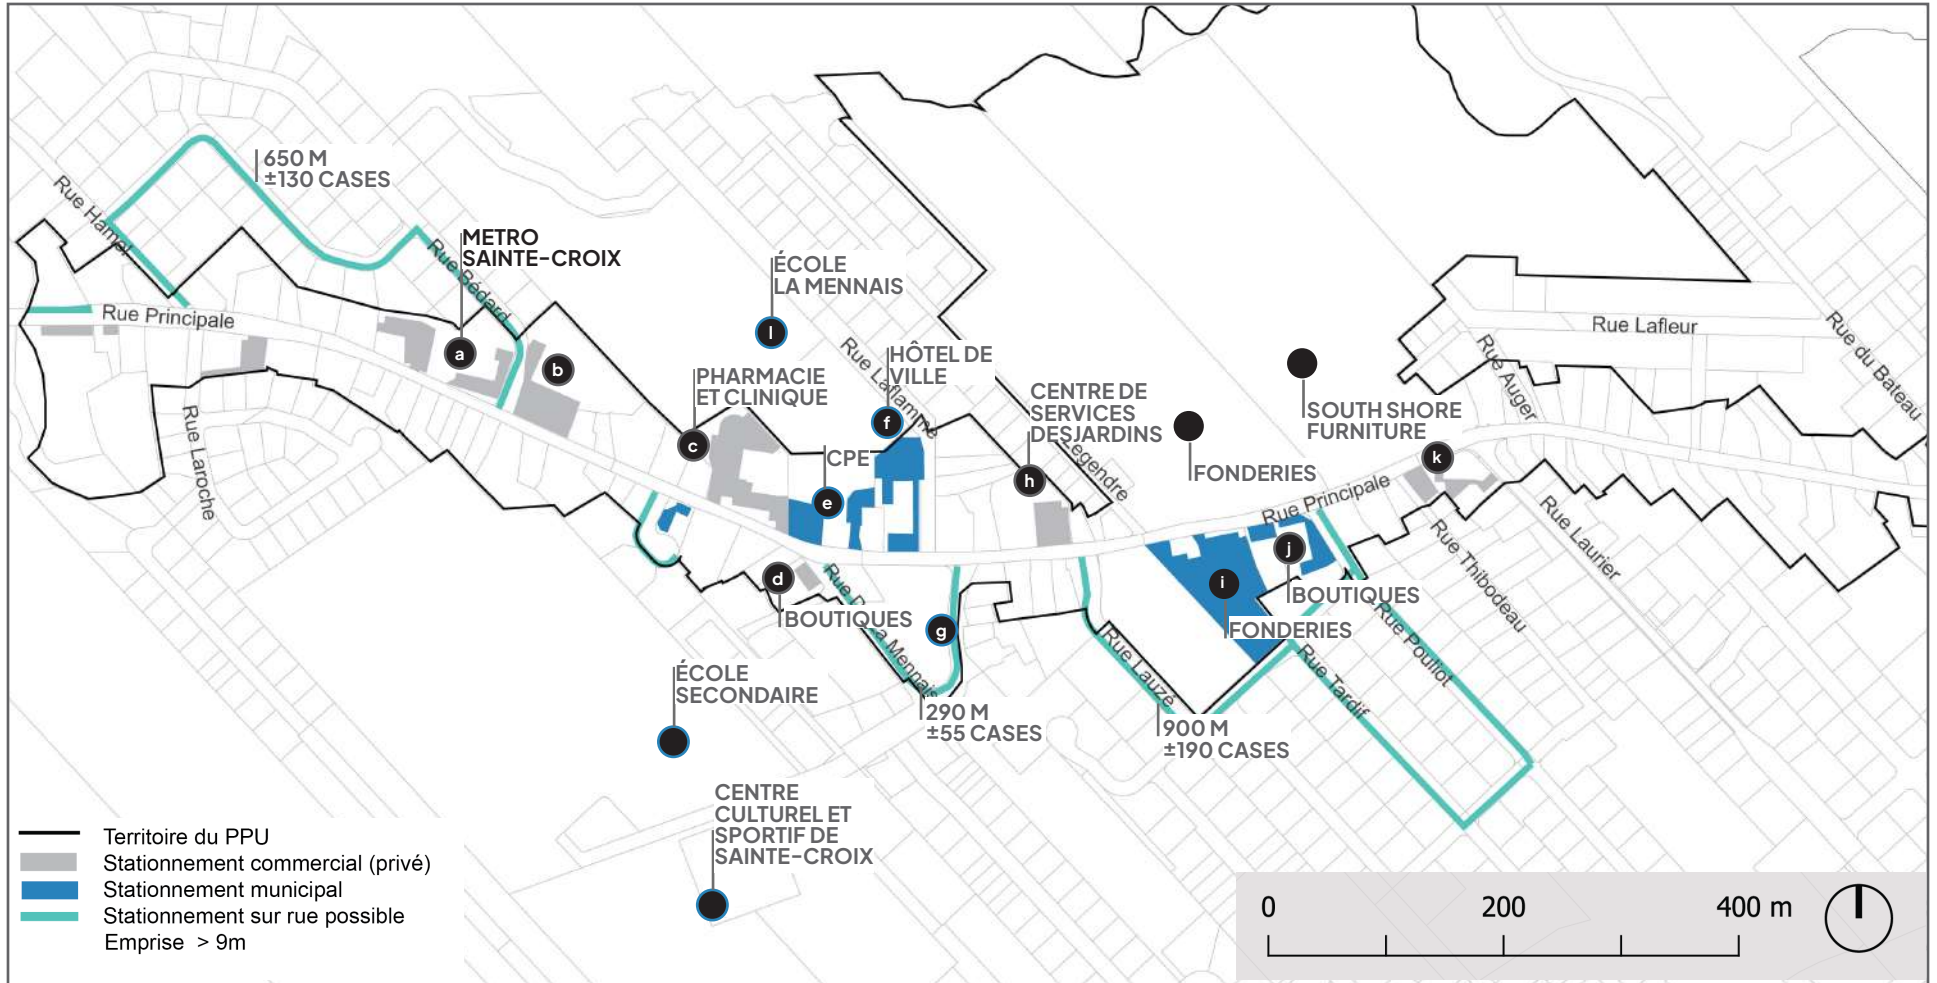 650 M
±130 CASES
Rue Hamel
METRO
SAINTE-CROIX
Rue Bédard
Rue Principale
Rue Laroche
a
b
ÉCOLE
LA MENNAIS
l
Rue Laflamme
HÔTEL DE
VILLE
f
PHARMACIE
ET CLINIQUE
c
CPE
e
CENTRE DE
SERVICES
DESJARDINS
h
Legendre
FONDERIES
SOUTH SHORE
FURNITURE
k
Rue Lafleur
Rue Auger
Rue du Bateau
Rue Principale
Rue Laurier
Rue Thibodeau
j
BOUTIQUES
i
FONDERIES
Rue Pouliot
Rue Tardif
Rue Lauzé
900 M
±190 CASES
d
BOUTIQUES
Rue D La Mennais
g
290 M
±55 CASES
ÉCOLE
SECONDAIRE
CENTRE
CULTUREL ET
SPORTIF DE
SAINTE-CROIX
Territoire du PPU
Stationnement commercial (privé)
Stationnement municipal
Stationnement sur rue possible
Emprise > 9m
0 200 400 m